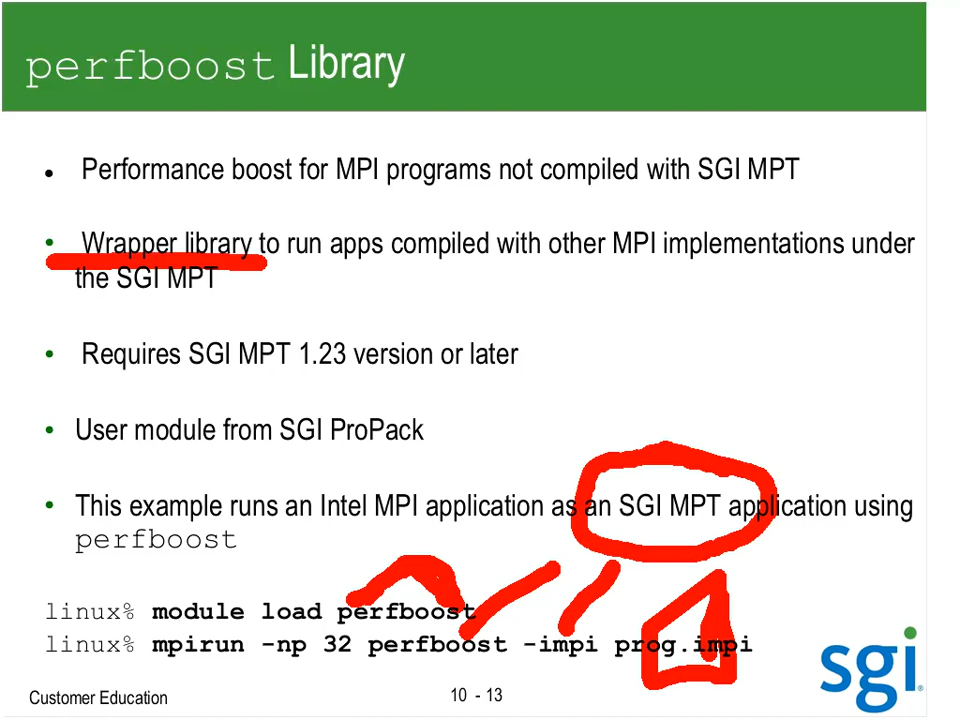 perfboost Library
• Performance boost for MPI programs not compiled with SGI MPT
• Wrapper library to run apps compiled with other MPI implementations under
the SGI MPT
• Requires SGI MPT 1.23 version or later
• User module from SGI ProPack
• This example runs an Intel MPI application as an SGI MPT application using
perfboost
linux% module load perfboost
linux% mpirun -np 32 perfboost -impi prog.impi
sgi®
Customer Education
10 - 13